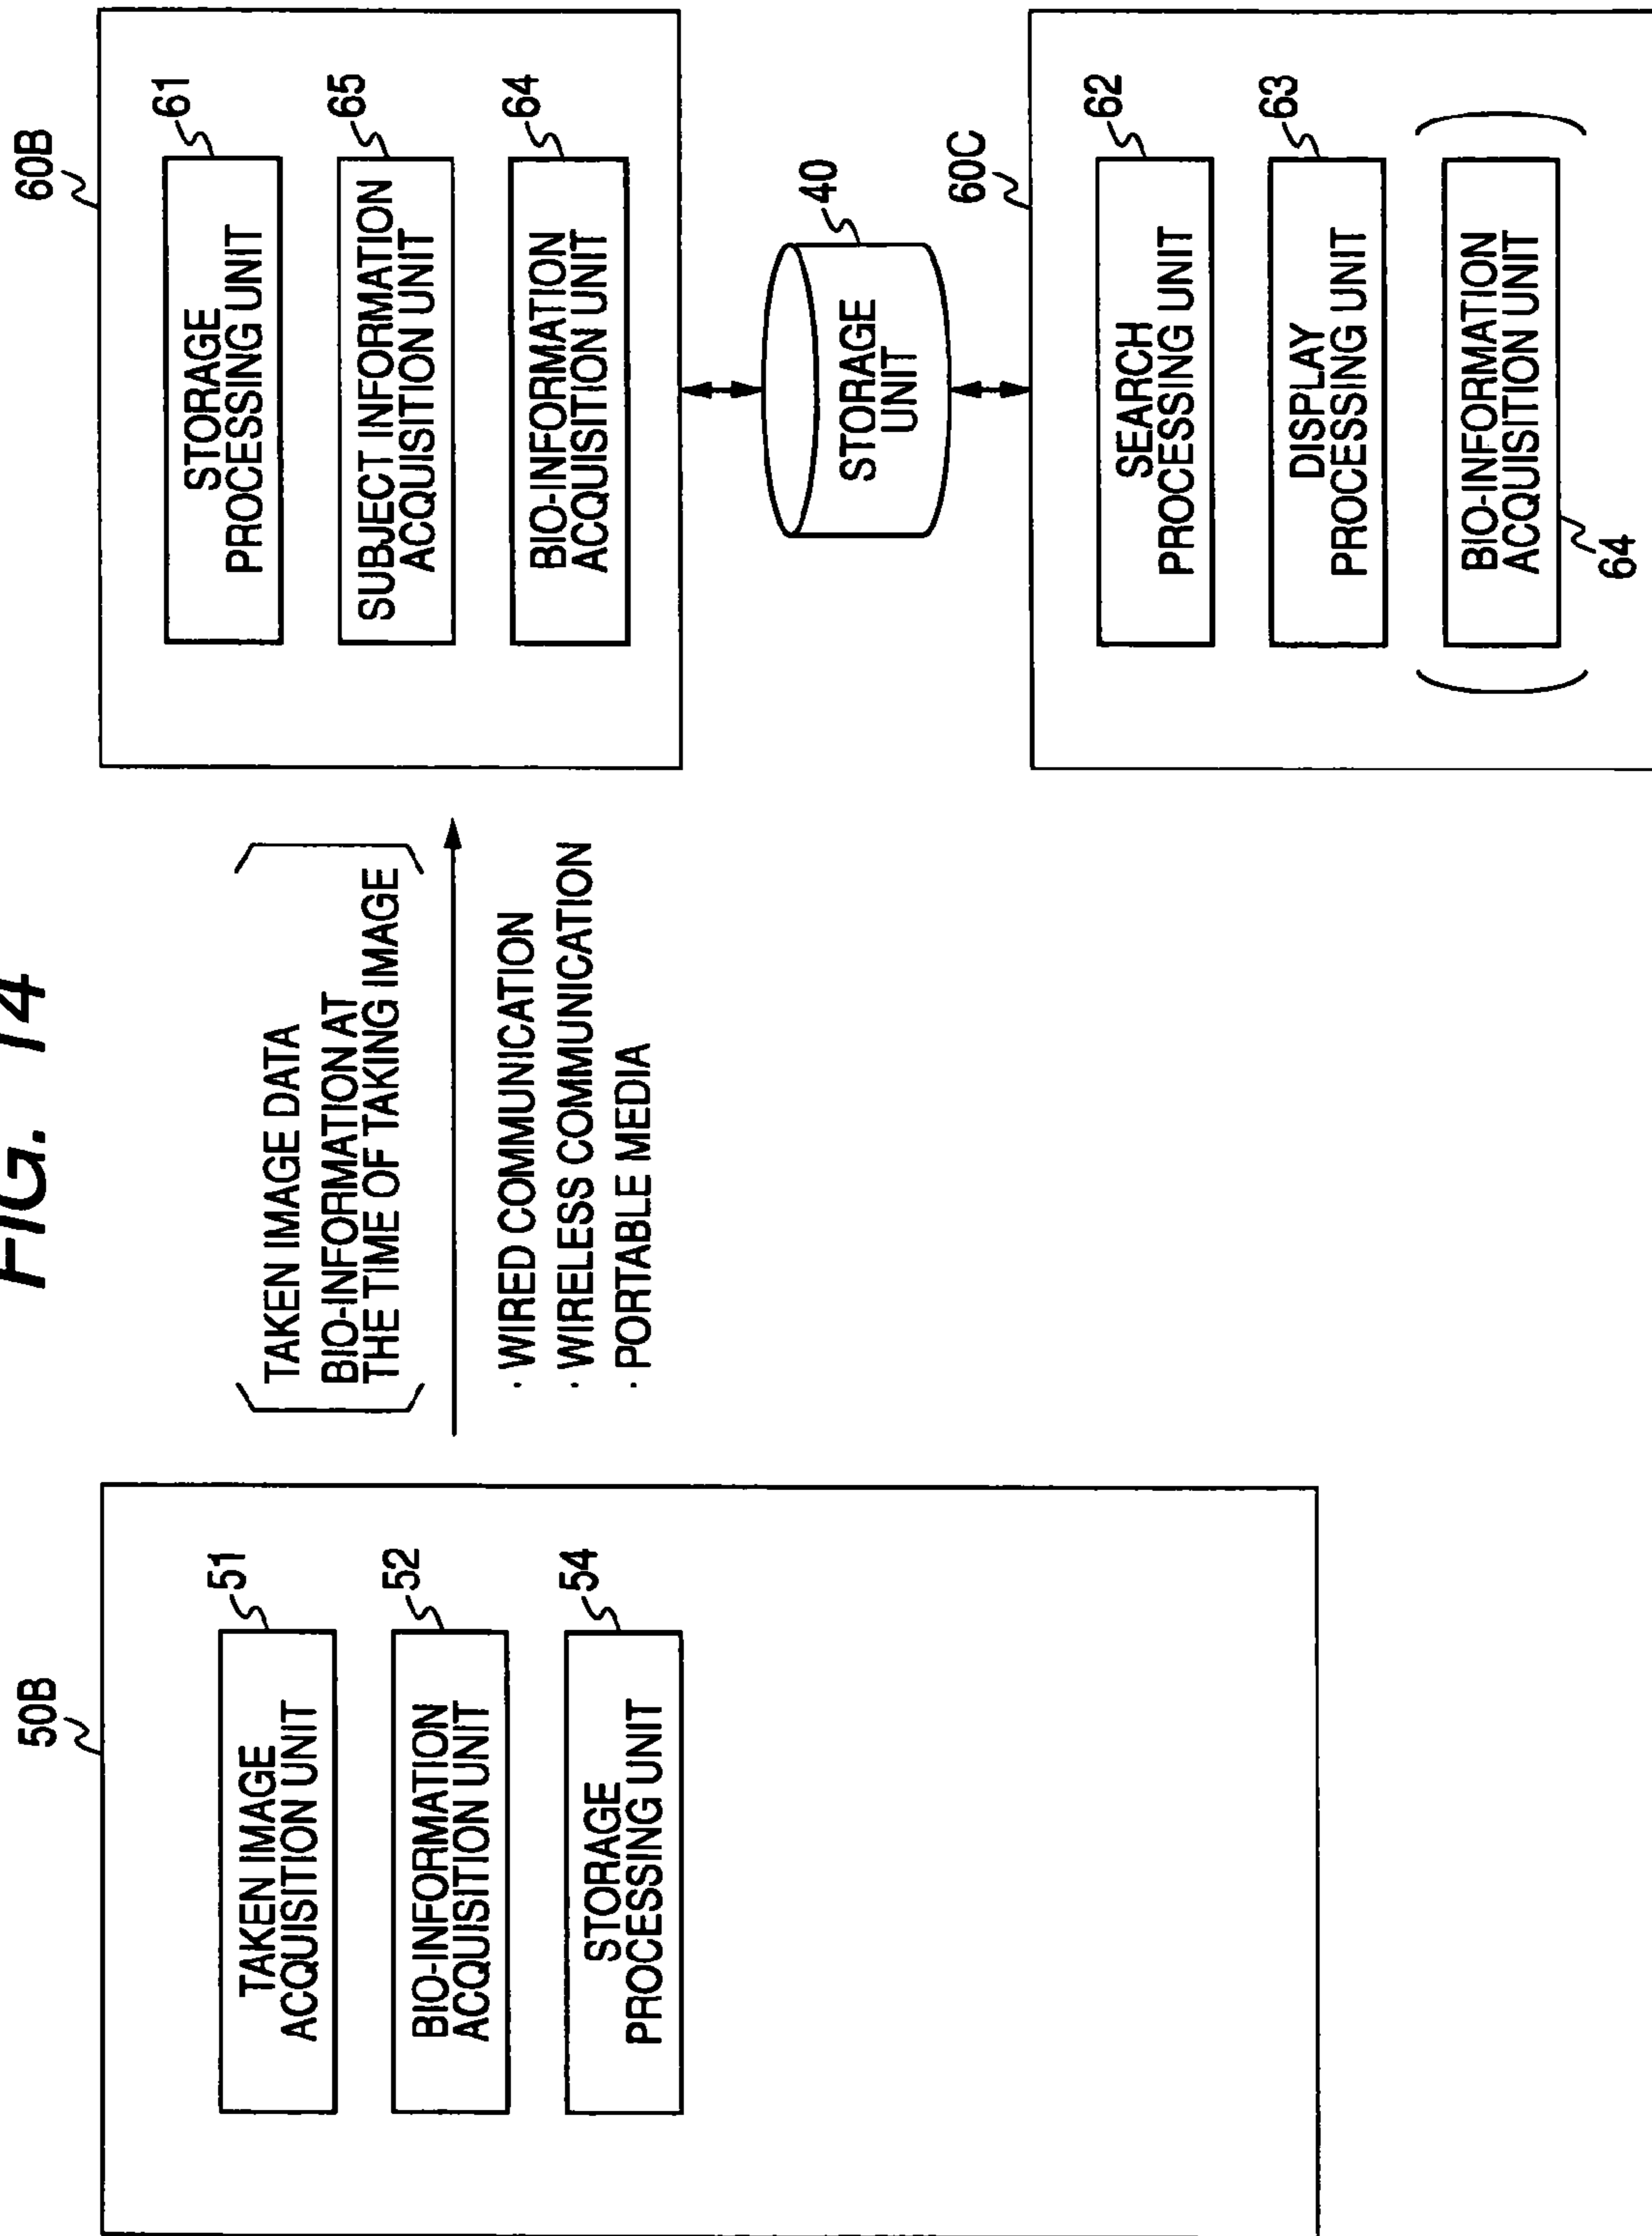 FIG. 14
50B
TAKEN IMAGE
ACQUISITION UNIT
51
BIO-INFORMATION
ACQUISITION UNIT
52
STORAGE
PROCESSING UNIT
54
TAKEN IMAGE DATA
BIO-INFORMATION AT
THE TIME OF TAKING IMAGE
· WIRED COMMUNICATION
· WIRELESS COMMUNICATION
· PORTABLE MEDIA
60B
STORAGE
PROCESSING UNIT
61
SUBJECT INFORMATION
ACQUISITION UNIT
65
BIO-INFORMATION
ACQUISITION UNIT
64
STORAGE
UNIT
40
60C
SEARCH
PROCESSING UNIT
62
DISPLAY
PROCESSING UNIT
63
BIO-INFORMATION
ACQUISITION UNIT
64